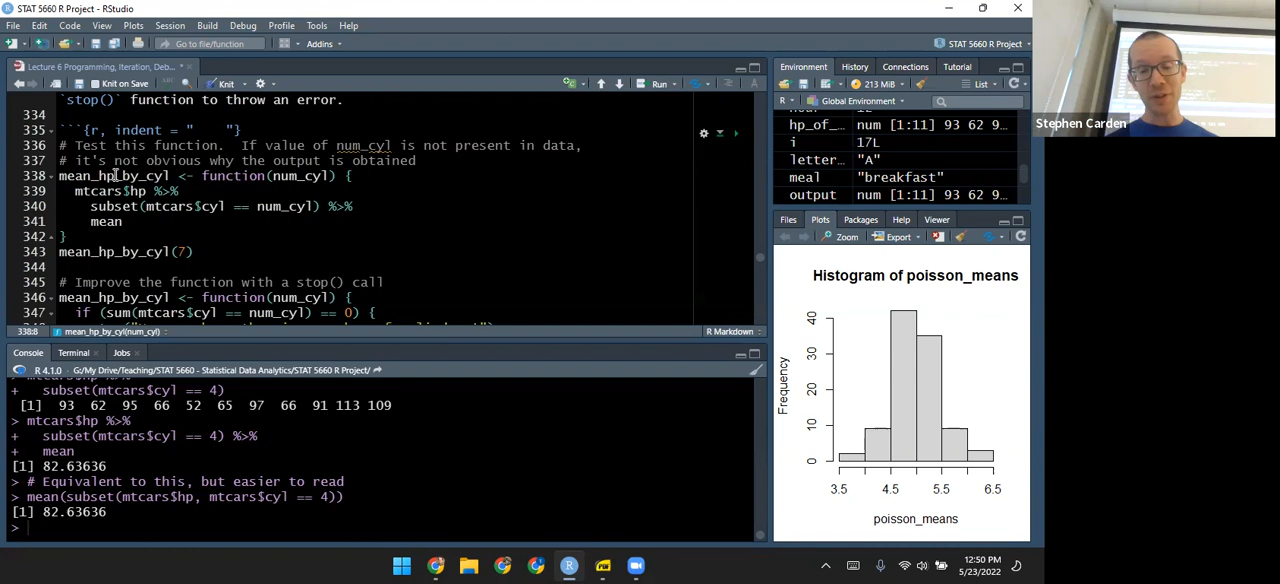 STAT 5660 R Project - RStudio
File Edit Code View Plots Session Build Debug Profile Tools Help
Go to file/function Addins
STAT 5660 R Project
Lecture 6 Programming, Iteration, Deb...*
Knit on Save Knit Run
`stop()` function to throw an error.
334
335 ```{r, indent = "    "}
336 # Test this function.  If value of num_cyl is not present in data,
337 # it's not obvious why the output is obtained
338 mean_hp_by_cyl <- function(num_cyl) {
339   mtcars$hp %>%
340     subset(mtcars$cyl == num_cyl) %>%
341     mean
342 }
343 mean_hp_by_cyl(7)
344
345 # Improve the function with a stop() call
346 mean_hp_by_cyl <- function(num_cyl) {
347   if (sum(mtcars$cyl == num_cyl) == 0) {
338:8 mean_hp_by_cyl(num_cyl) R Markdown
Console Terminal Jobs
R 4.1.0 · G:/My Drive/Teaching/STAT 5660 - Statistical Data Analytics/STAT 5660 R Project/
+   subset(mtcars$cyl == 4)
[1]  93  62  95  66  52  65  97  66  91 113 109
> mtcars$hp %>%
+   subset(mtcars$cyl == 4) %>%
+   mean
[1] 82.63636
> # Equivalent to this, but easier to read
> mean(subset(mtcars$hp, mtcars$cyl == 4))
[1] 82.63636
>
Environment History Connections Tutorial
213 MiB List
R Global Environment
hp_of_... num [1:11] 93 62 9...
i 17L
letter... "A"
meal "breakfast"
output num [1:11] 93 62 9...
Files Plots Packages Help Viewer
Zoom Export
Histogram of poisson_means
Frequency
40
30
20
10
0
3.5 4.5 5.5 6.5
poisson_means
Stephen Carden
12:50 PM
5/23/2022